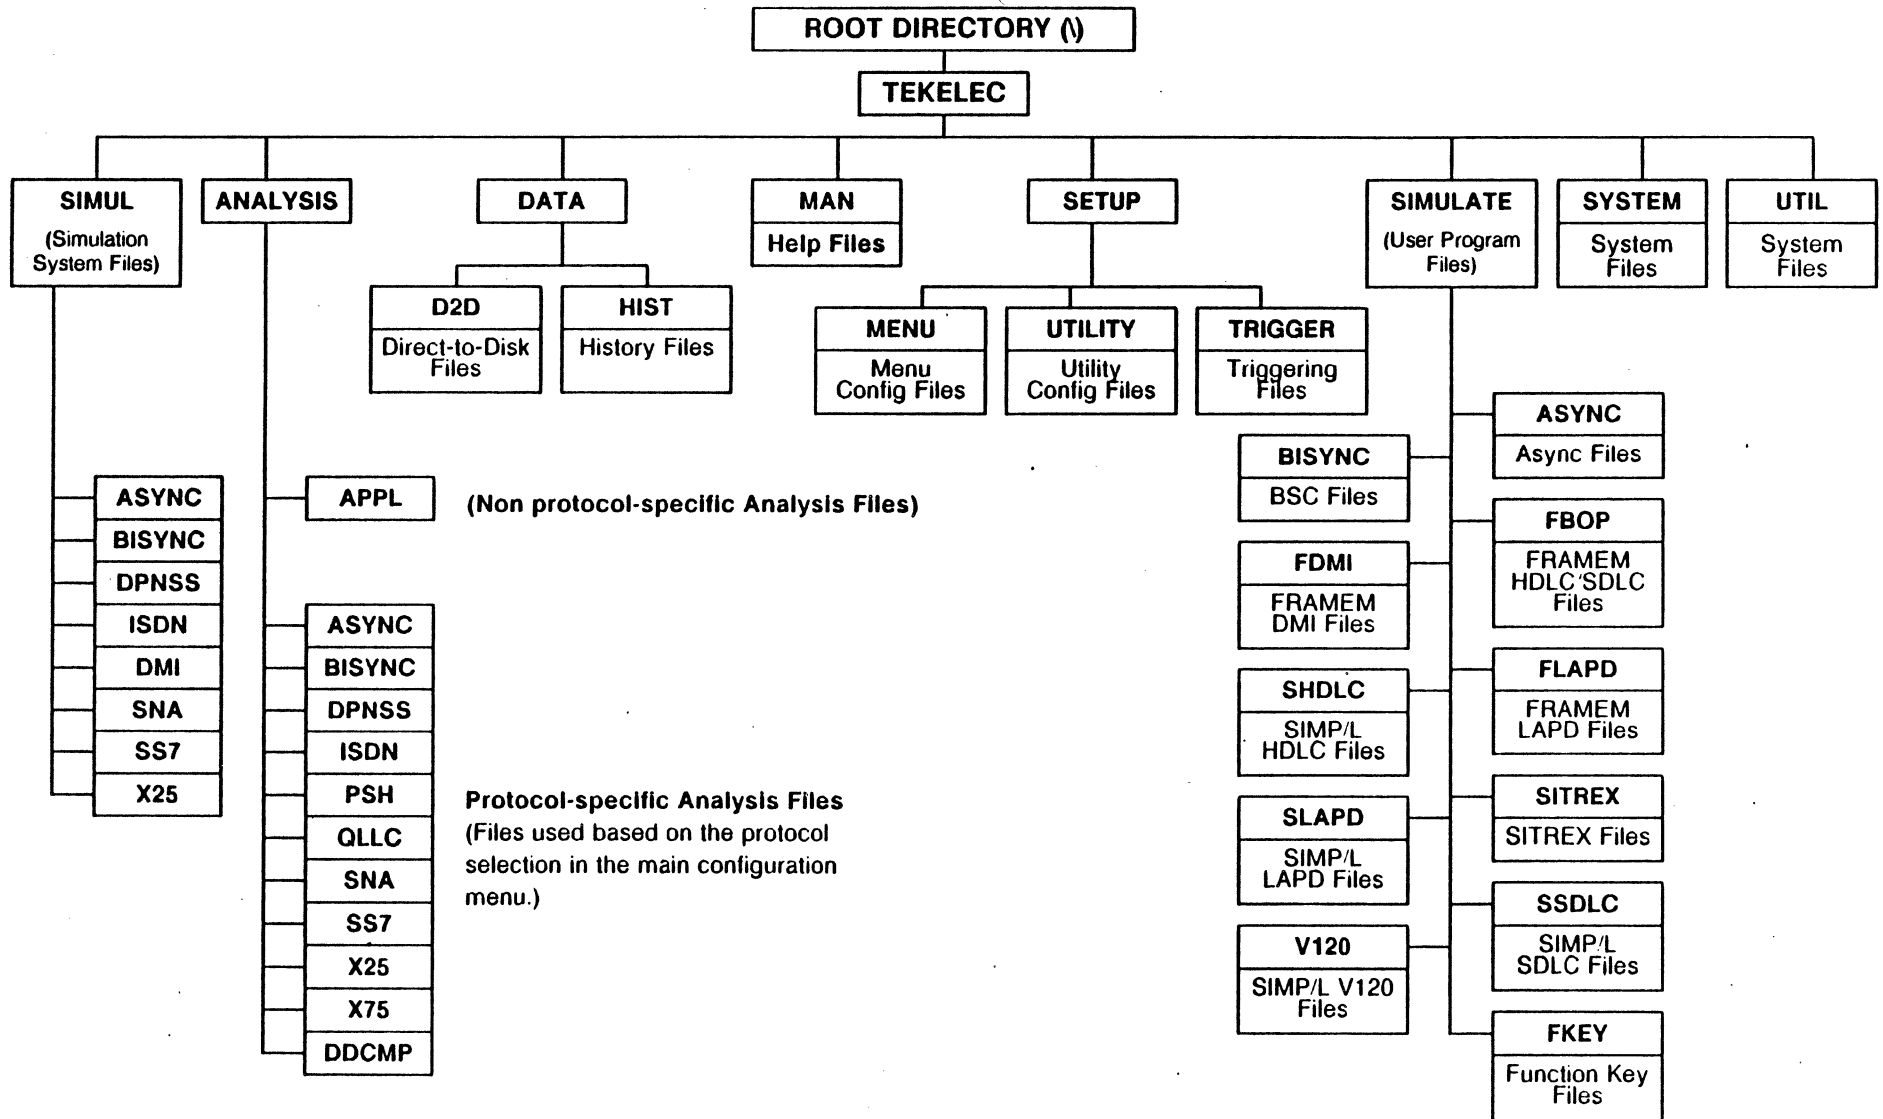 ROOT DIRECTORY (\)
TEKELEC
SIMUL
(Simulation
System Files)
ANALYSIS
DATA
MAN
Help Files
SETUP
SIMULATE
(User Program
Files)
SYSTEM
System
Files
UTIL
System
Files
D2D
Direct-to-Disk
Files
HIST
History Files
MENU
Menu
Config Files
UTILITY
Utility
Config Files
TRIGGER
Triggering
Files
ASYNC
BISYNC
DPNSS
ISDN
DMI
SNA
SS7
X25
APPL
(Non protocol-specific Analysis Files)
ASYNC
BISYNC
DPNSS
ISDN
PSH
QLLC
SNA
SS7
X25
X75
DDCMP
Protocol-specific Analysis Files
(Files used based on the protocol
selection in the main configuration
menu.)
BISYNC
BSC Files
FDMI
FRAMEM
DMI Files
SHDLC
SIMP/L
HDLC Files
SLAPD
SIMP/L
LAPD Files
V120
SIMP/L V120
Files
ASYNC
Async Files
FBOP
FRAMEM
HDLC'SDLC
Files
FLAPD
FRAMEM
LAPD Files
SITREX
SITREX Files
SSDLC
SIMP/L
SDLC Files
FKEY
Function Key
Files